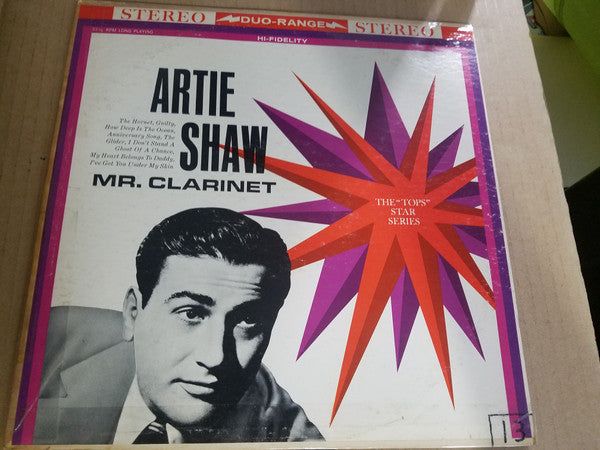 STEREO DUO-RANGE STEREO
33⅓ RPM LONG PLAYING
HI-FIDELITY
ARTIE
SHAW
The Hornet, Guilty,
How Deep Is The Ocean,
Anniversary Song, The
Glider, I Don't Stand A
Ghost Of A Chance,
My Heart Belongs To Daddy,
I've Got You Under My Skin
MR. CLARINET
THE "TOPS"
STAR
SERIES
13